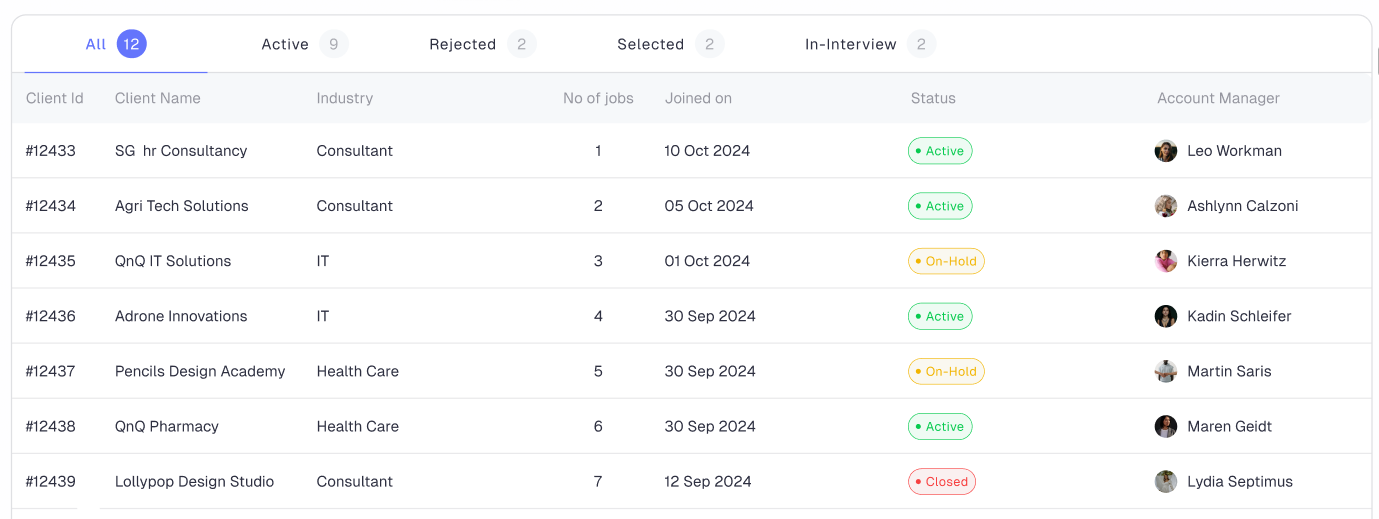 All 12 Active 9 Rejected 2 Selected 2 In-Interview 2
Client Id Client Name Industry No of jobs Joined on Status Account Manager
#12433 SG  hr Consultancy Consultant 1 10 Oct 2024 Active Leo Workman
#12434 Agri Tech Solutions Consultant 2 05 Oct 2024 Active Ashlynn Calzoni
#12435 QnQ IT Solutions IT 3 01 Oct 2024 On-Hold Kierra Herwitz
#12436 Adrone Innovations IT 4 30 Sep 2024 Active Kadin Schleifer
#12437 Pencils Design Academy Health Care 5 30 Sep 2024 On-Hold Martin Saris
#12438 QnQ Pharmacy Health Care 6 30 Sep 2024 Active Maren Geidt
#12439 Lollypop Design Studio Consultant 7 12 Sep 2024 Closed Lydia Septimus